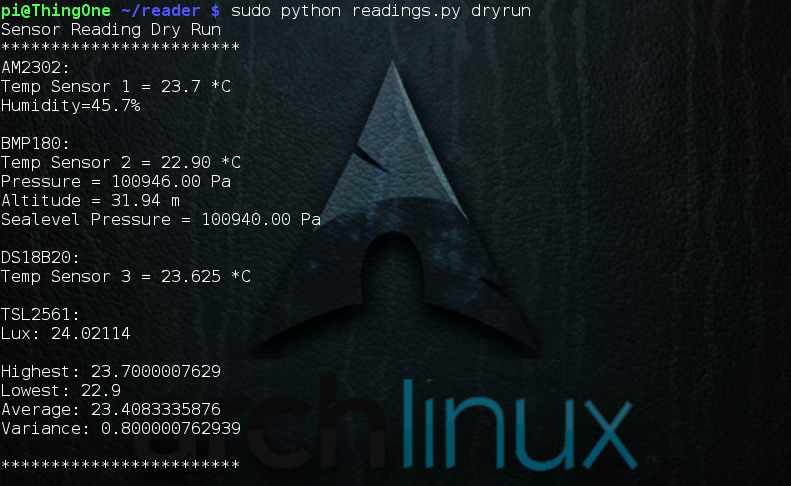 pi@ThingOne ~/reader $ sudo python readings.py dryrun
Sensor Reading Dry Run
************************
AM2302:
Temp Sensor 1 = 23.7 *C
Humidity=45.7%
BMP180:
Temp Sensor 2 = 22.90 *C
Pressure = 100946.00 Pa
Altitude = 31.94 m
Sealevel Pressure = 100940.00 Pa
DS18B20:
Temp Sensor 3 = 23.625 *C
TSL2561:
Lux: 24.02114
Highest: 23.7000007629
Lowest: 22.9
Average: 23.4083335876
Variance: 0.800000762939
************************
archlinux™